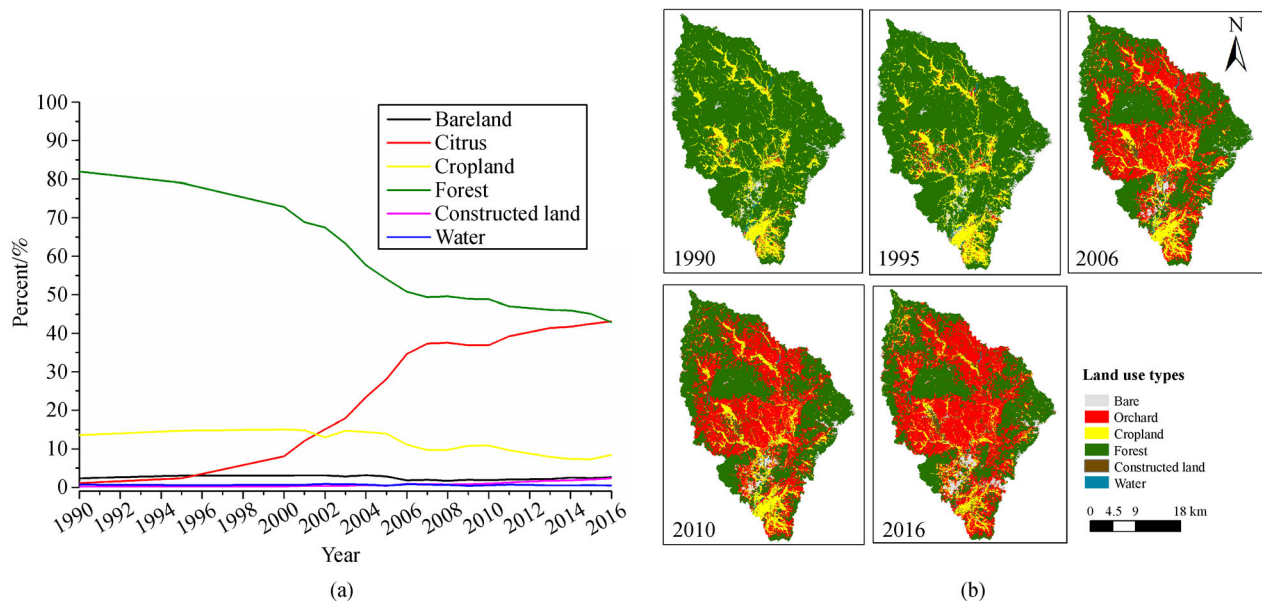 100
90
80
70
60
50
40
30
20
10
0
Percent/%
Bareland
Citrus
Cropland
Forest
Constructed land
Water
1990
1992
1994
1996
1998
2000
2002
2004
2006
2008
2010
2012
2014
2016
Year
(a)
1990
1995
N
2006
2010
2016
Land use types
Bare
Orchard
Cropland
Forest
Constructed land
Water
0 4.5 9 18 km
(b)